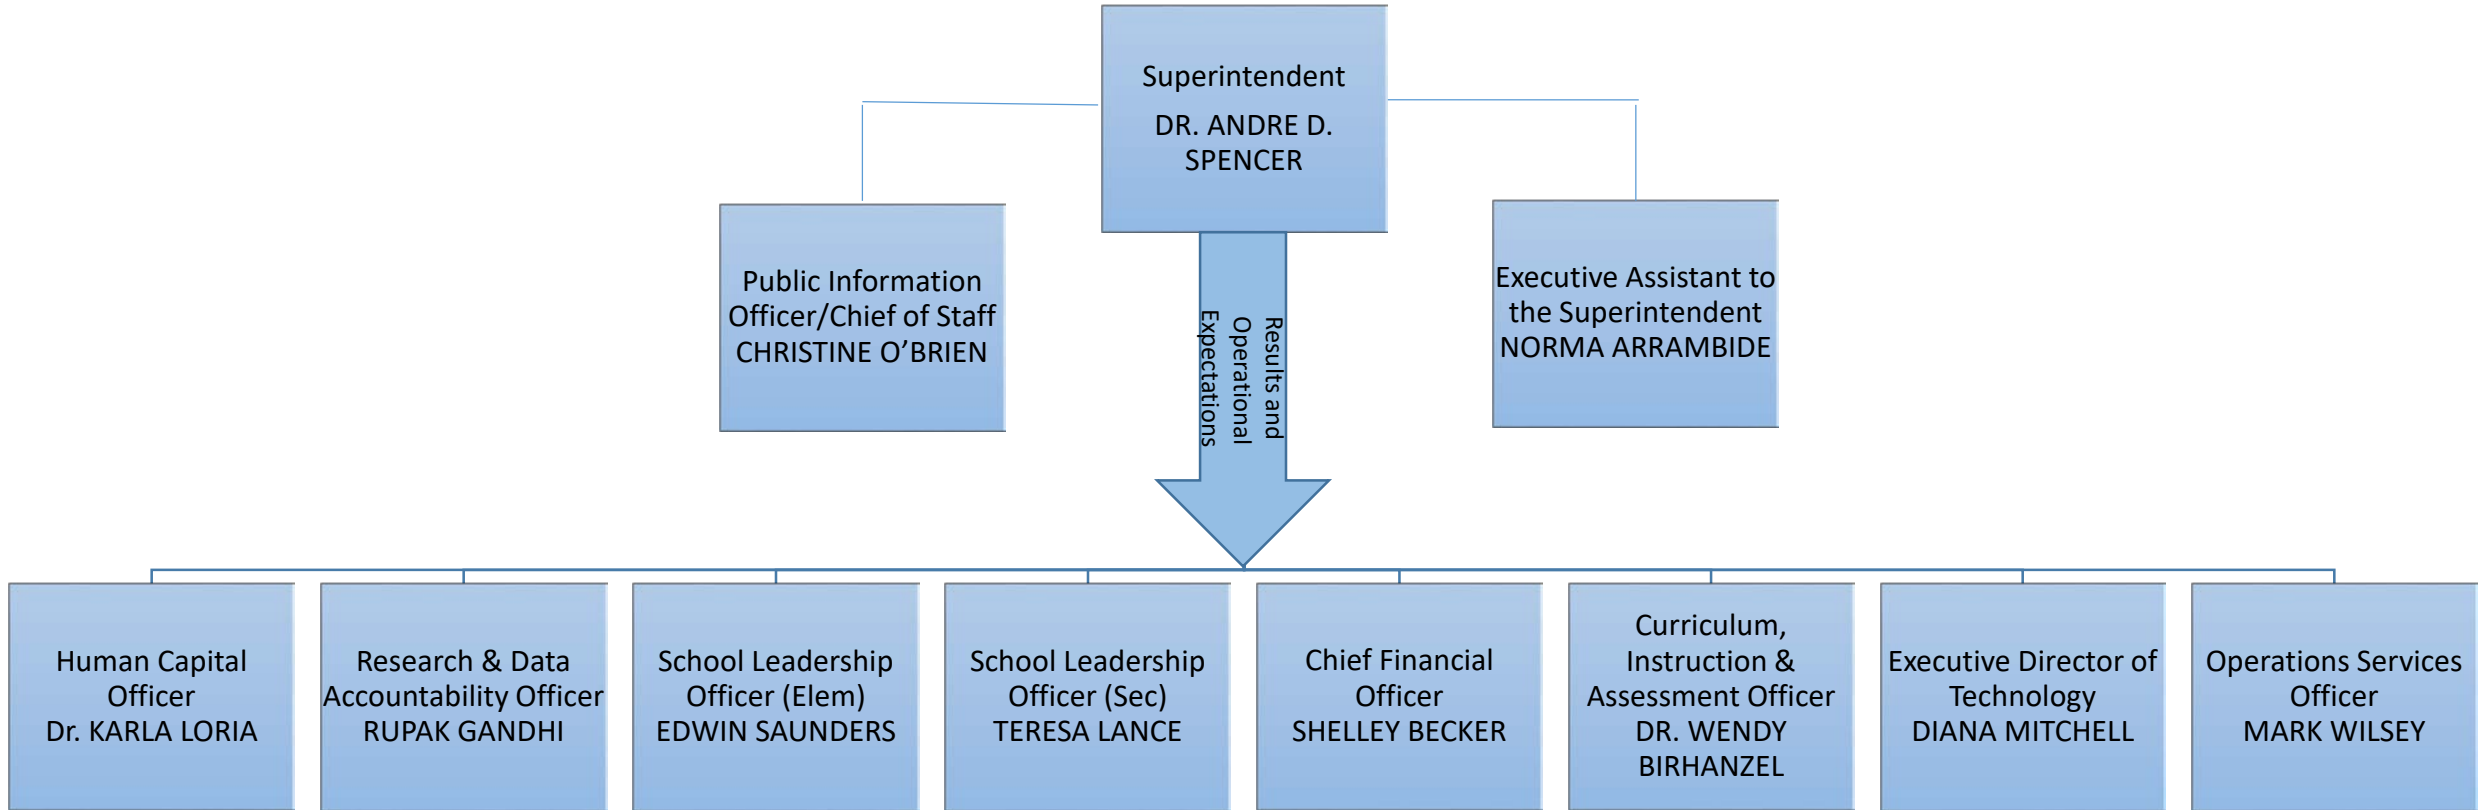 Superintendent
DR. ANDRE D.
SPENCER
Public Information
Officer/Chief of Staff
CHRISTINE O’BRIEN
Executive Assistant to
the Superintendent
NORMA ARRAMBIDE
Results and
Operational
Expectations
Human Capital
Officer
Dr. KARLA LORIA
Research & Data
Accountability Officer
RUPAK GANDHI
School Leadership
Officer (Elem)
EDWIN SAUNDERS
School Leadership
Officer (Sec)
TERESA LANCE
Chief Financial
Officer
SHELLEY BECKER
Curriculum,
Instruction &
Assessment Officer
DR. WENDY
BIRHANZEL
Executive Director of
Technology
DIANA MITCHELL
Operations Services
Officer
MARK WILSEY